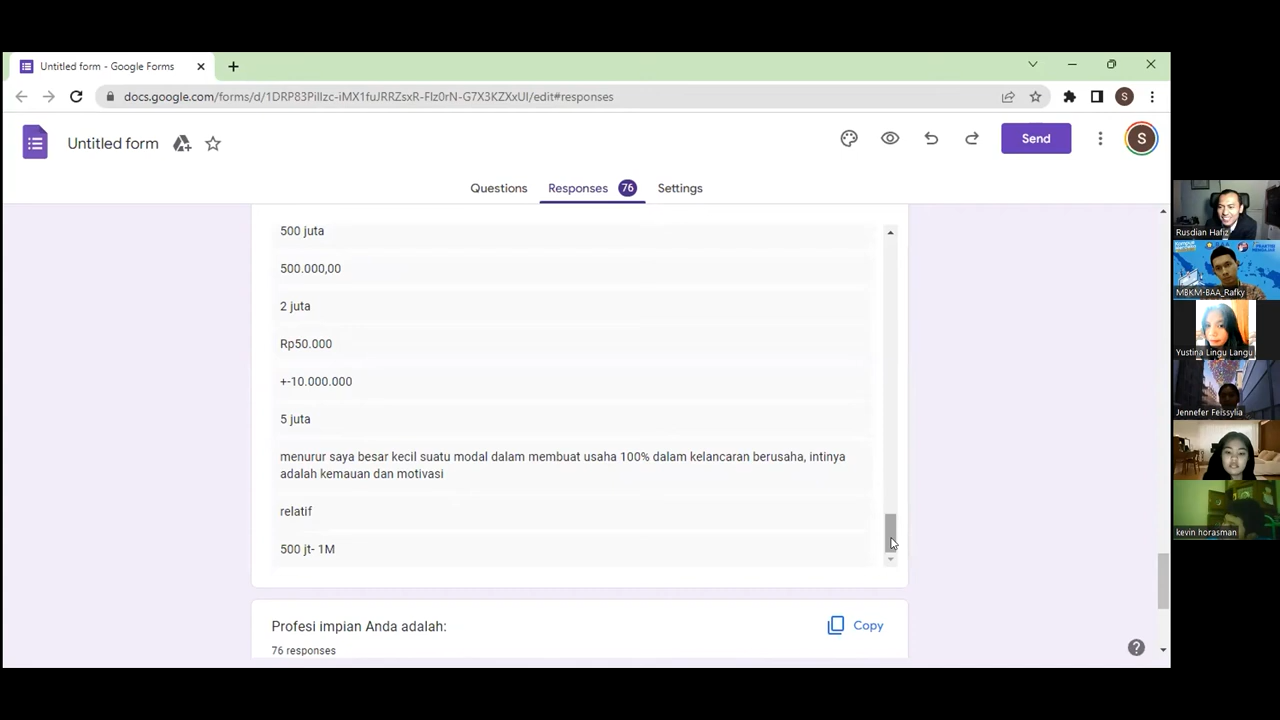 Untitled form - Google Forms
docs.google.com/forms/d/1DRP83PiIlzc-iMX1fuJRRZsxR-FIz0rN-G7X3KZXxUI/edit#responses
S
Untitled form
Send
S
Questions
Responses 76
Settings
500 juta
500.000,00
2 juta
Rp50.000
+-10.000.000
5 juta
menurur saya besar kecil suatu modal dalam membuat usaha 100% dalam kelancaran berusaha, intinya
adalah kemauan dan motivasi
relatif
500 jt- 1M
Profesi impian Anda adalah:
Copy
76 responses
Rusdian Hafiz
MBKM-BAA_Rafky
Yustina Lingu Langu
Jennefer Feissylia
kevin horasman